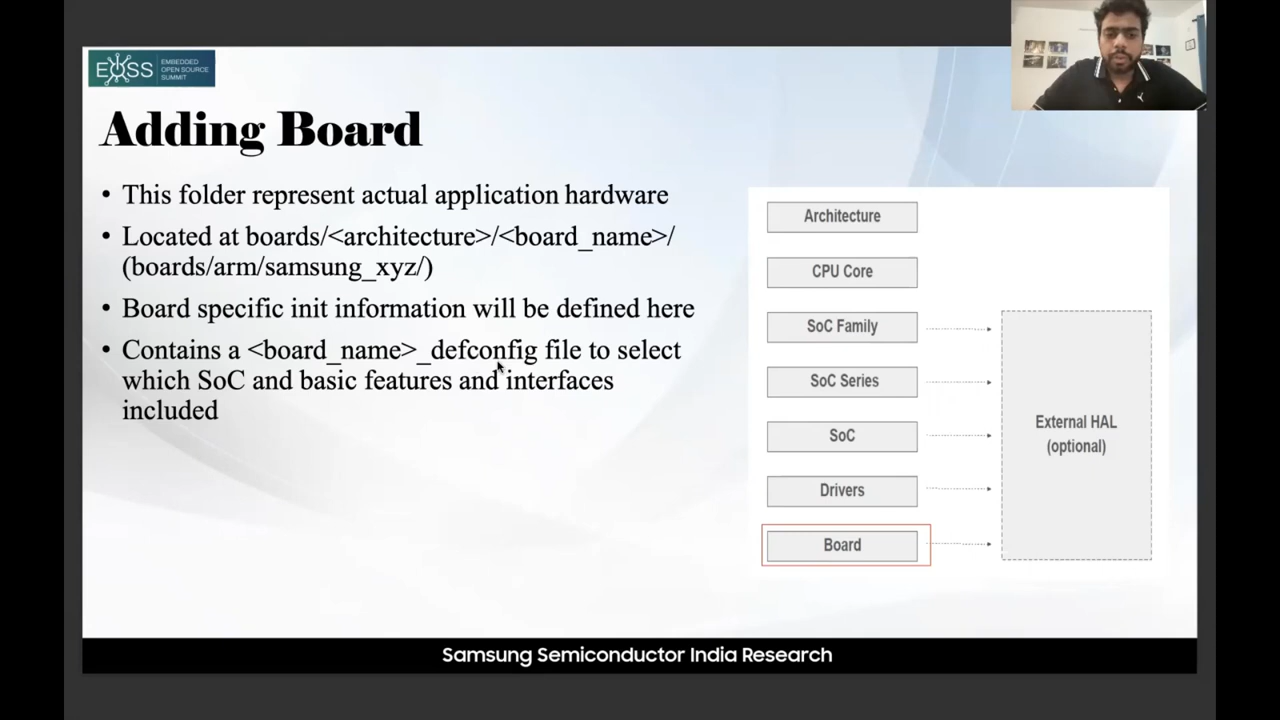 EOSS
EMBEDDED
OPEN SOURCE
SUMMIT
Adding Board
• This folder represent actual application hardware
• Located at boards/<architecture>/<board_name>/
(boards/arm/samsung_xyz/)
• Board specific init information will be defined here
• Contains a <board_name>_defconfig file to select
which SoC and basic features and interfaces
included
Architecture
CPU Core
SoC Family
SoC Series
SoC
Drivers
Board
External HAL
(optional)
Samsung Semiconductor India Research